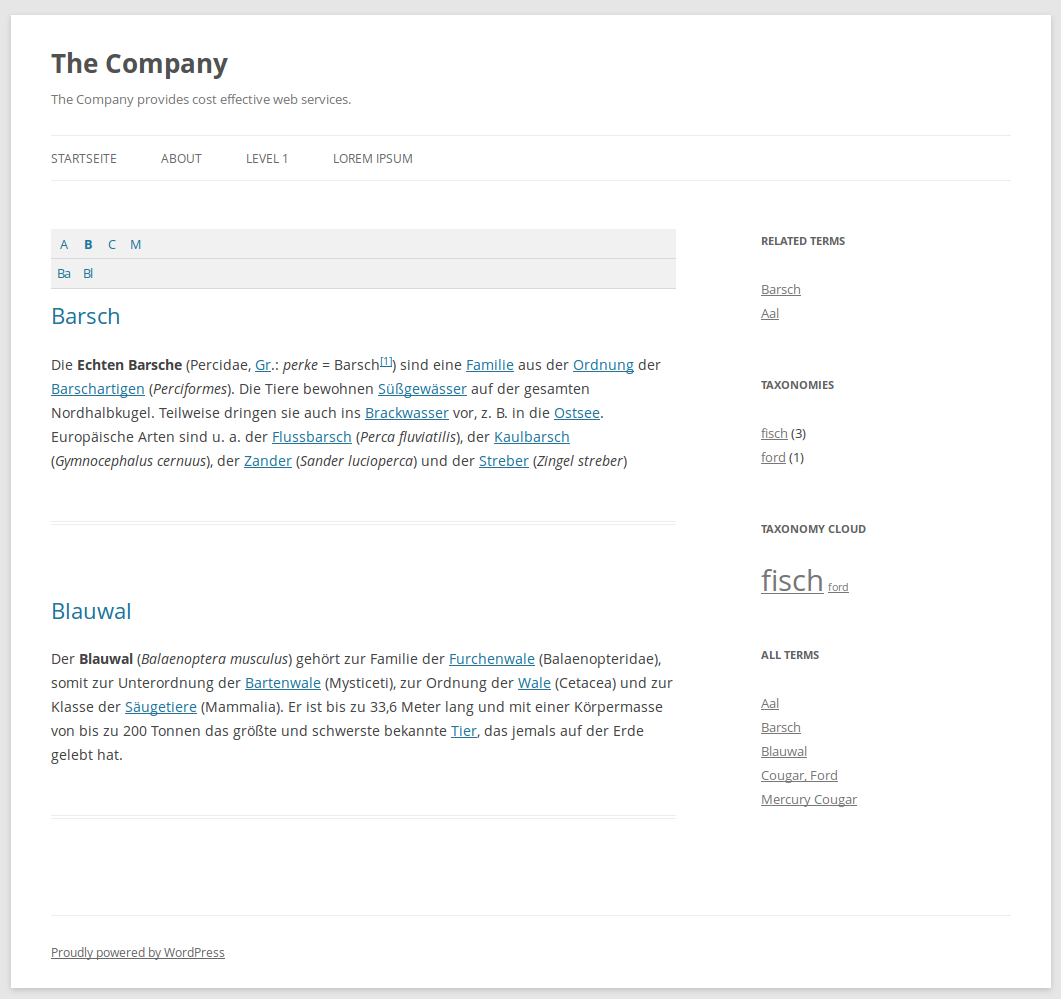 The Company
The Company provides cost effective web services.
STARTSEITE ABOUT LEVEL 1 LOREM IPSUM
A B C M
Ba Bl
Barsch
Die Echten Barsche (Percidae, Gr.: perke = Barsch[1]) sind eine Familie aus der Ordnung der
Barschartigen (Perciformes). Die Tiere bewohnen Süßgewässer auf der gesamten
Nordhalbkugel. Teilweise dringen sie auch ins Brackwasser vor, z. B. in die Ostsee.
Europäische Arten sind u. a. der Flussbarsch (Perca fluviatilis), der Kaulbarsch
(Gymnocephalus cernuus), der Zander (Sander lucioperca) und der Streber (Zingel streber)
Blauwal
Der Blauwal (Balaenoptera musculus) gehört zur Familie der Furchenwale (Balaenopteridae),
somit zur Unterordnung der Bartenwale (Mysticeti), zur Ordnung der Wale (Cetacea) und zur
Klasse der Säugetiere (Mammalia). Er ist bis zu 33,6 Meter lang und mit einer Körpermasse
von bis zu 200 Tonnen das größte und schwerste bekannte Tier, das jemals auf der Erde
gelebt hat.
RELATED TERMS
Barsch
Aal
TAXONOMIES
fisch (3)
ford (1)
TAXONOMY CLOUD
fisch ford
ALL TERMS
Aal
Barsch
Blauwal
Cougar, Ford
Mercury Cougar
Proudly powered by WordPress